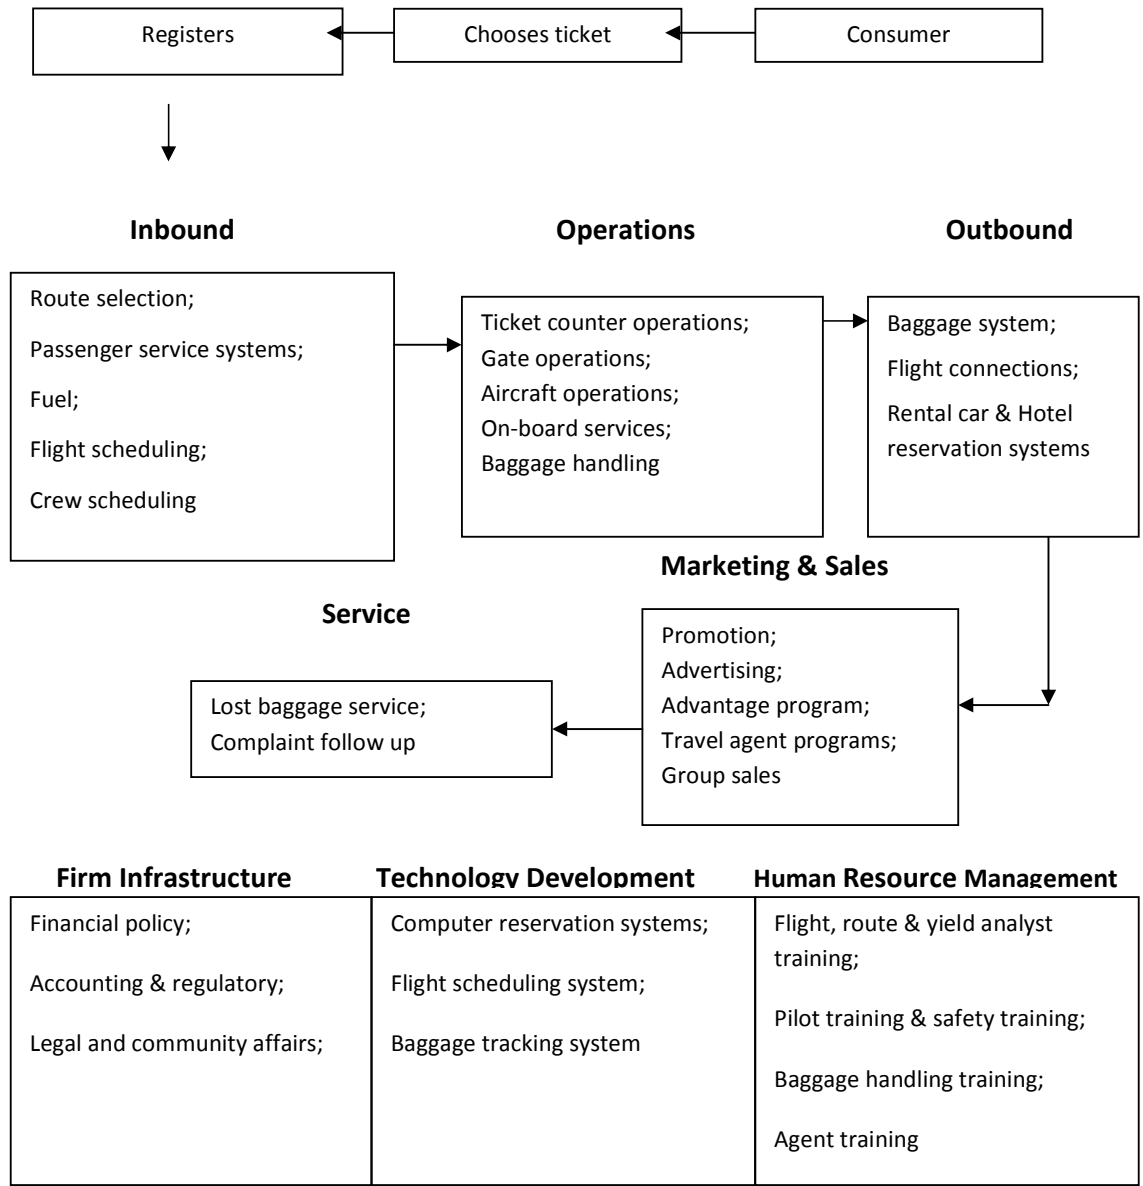 Registers
Chooses ticket
Consumer
Inbound
Operations
Outbound
Route selection;
Passenger service systems;
Fuel;
Flight scheduling;
Crew scheduling
Ticket counter operations;
Gate operations;
Aircraft operations;
On-board services;
Baggage handling
Baggage system;
Flight connections;
Rental car & Hotel
reservation systems
Marketing & Sales
Service
Promotion;
Advertising;
Advantage program;
Travel agent programs;
Group sales
Lost baggage service;
Complaint follow up
Firm Infrastructure
Technology Development
Human Resource Management
Financial policy;
Accounting & regulatory;
Legal and community affairs;
Computer reservation systems;
Flight scheduling system;
Baggage tracking system
Flight, route & yield analyst
training;
Pilot training & safety training;
Baggage handling training;
Agent training